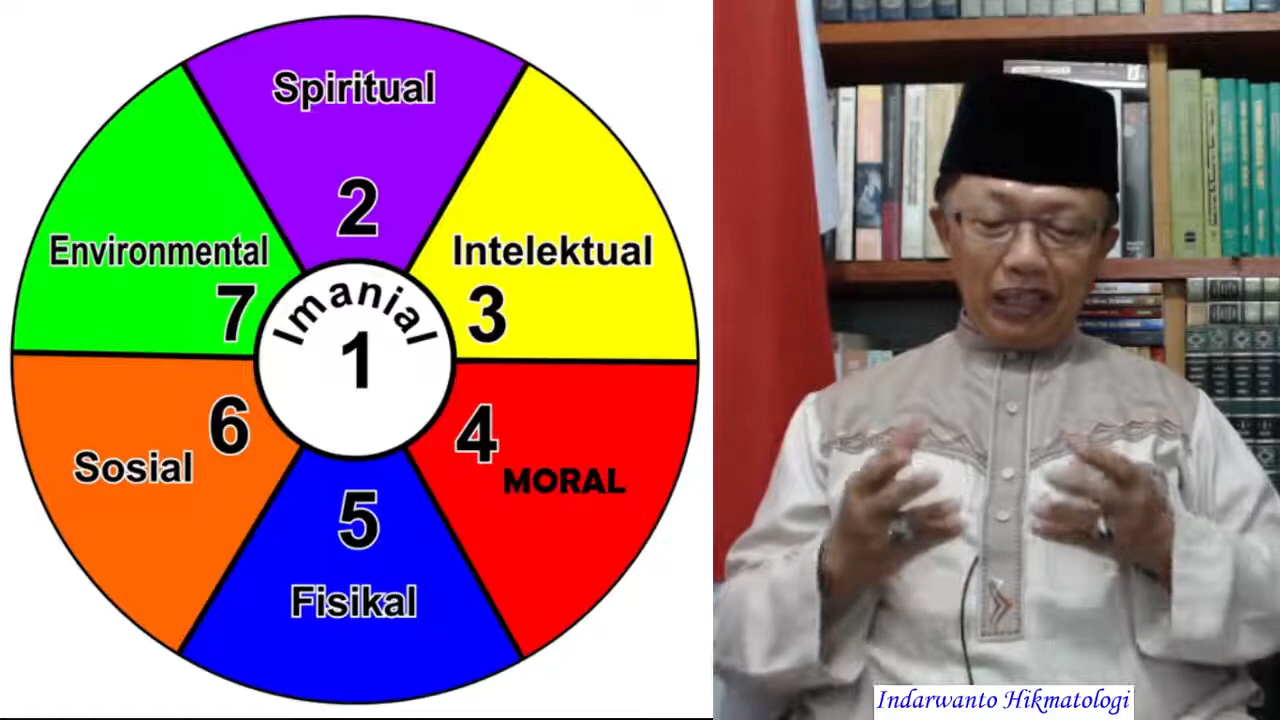 Spiritual
2
Intelektual
3
4
MORAL
5
Fisikal
6
Sosial
Environmental
7
Imanial
1
Indarwanto Hikmatologi